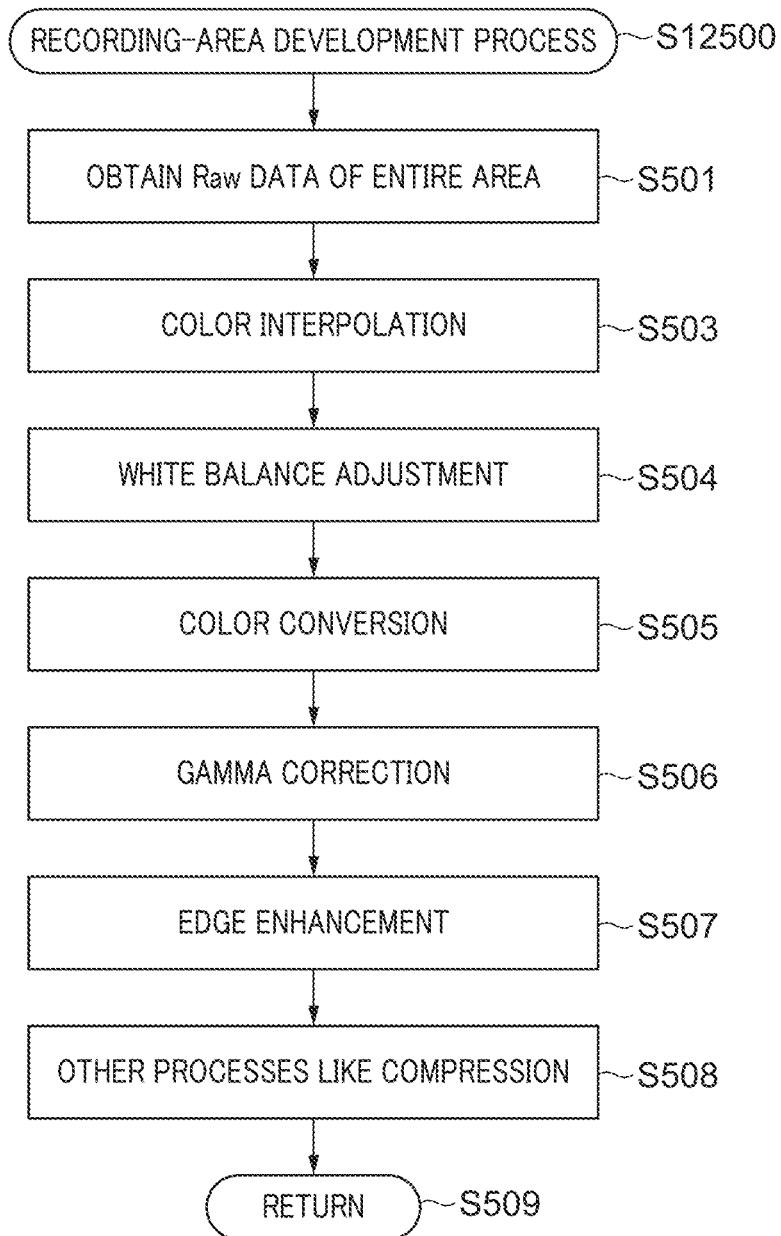 RECORDING-AREA DEVELOPMENT PROCESS S12500
OBTAIN Raw DATA OF ENTIRE AREA S501
COLOR INTERPOLATION S503
WHITE BALANCE ADJUSTMENT S504
COLOR CONVERSION S505
GAMMA CORRECTION S506
EDGE ENHANCEMENT S507
OTHER PROCESSES LIKE COMPRESSION S508
RETURN S509